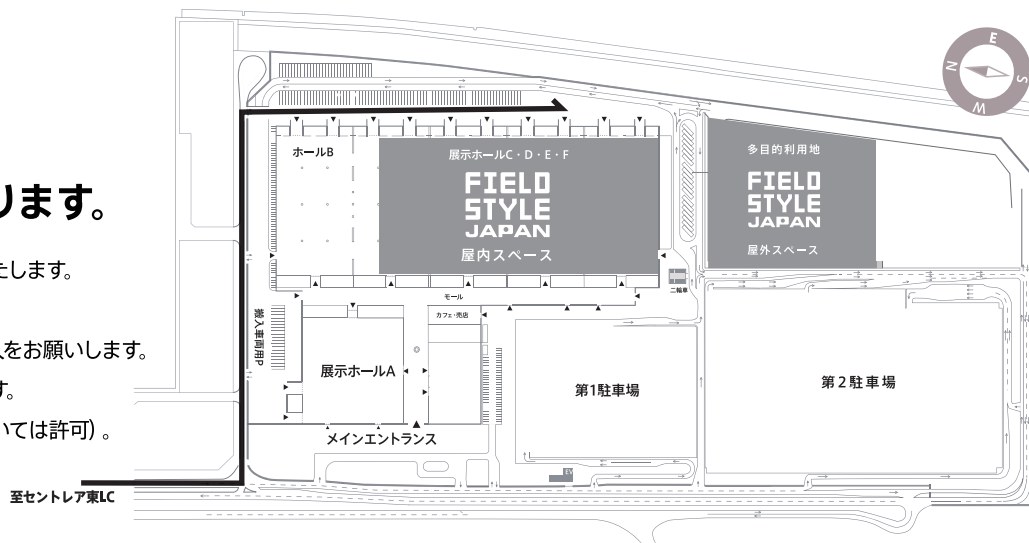 E
N
S
W
ホールB
展示ホールC・D・E・F
FIELD
STYLE
JAPAN
屋内スペース
多目的利用地
FIELD
STYLE
JAPAN
屋外スペース
ります。
たします。
をお願いします。
す。
いては許可）。
二輪車
モール
カフェ・売店
搬入車両用P
展示ホールA
第1駐車場
第2駐車場
メインエントランス
EV
至セントレア東LC